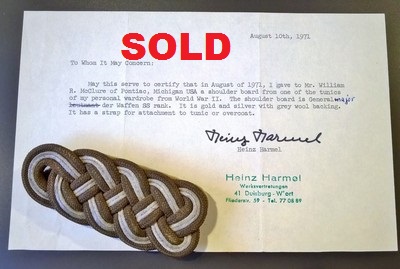 SOLD
August 10th, 1971
To Whom It May Concern:
May this serve to certify that in August of 1971, I gave to Mr. William
R. McClure of Pontiac, Michigan USA a shoulder board from one of the tunics
of my personal wardrobe from World War II. The shoulder board is Generalmajor
der Waffen SS rank. It is gold and silver with grey wool backing.
It has a strap for attachment to tunic or overcoat.
Heinz Harmel
Heinz Harmel
Heinz Harmel
Werksvertretungen
41 Duisburg-W'ort
Fliederstr. 39 - Tel. 77 05 89